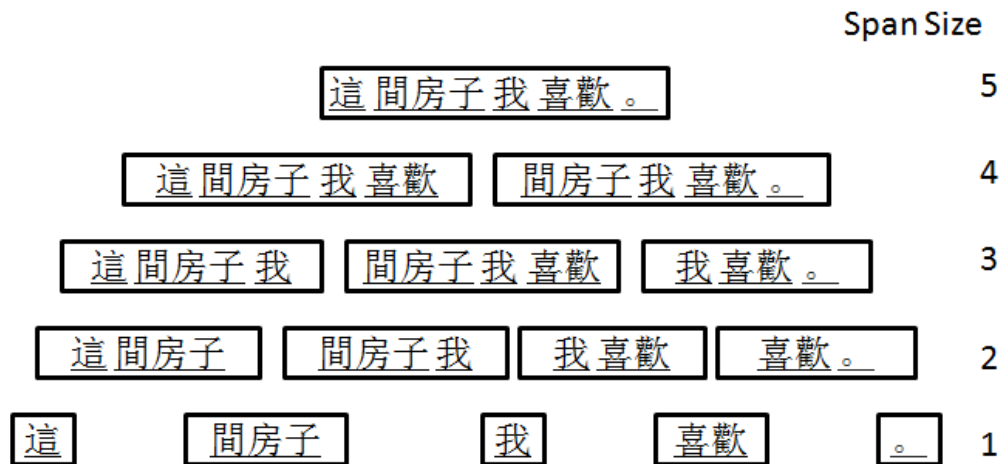 Span Size
這 間房子 我 喜歡 。 5
這 間房子 我 喜歡 間房子 我 喜歡 。 4
這 間房子 我 間房子 我 喜歡 我 喜歡 。 3
這 間房子 間房子 我 我 喜歡 喜歡 。 2
這 間房子 我 喜歡 。 1